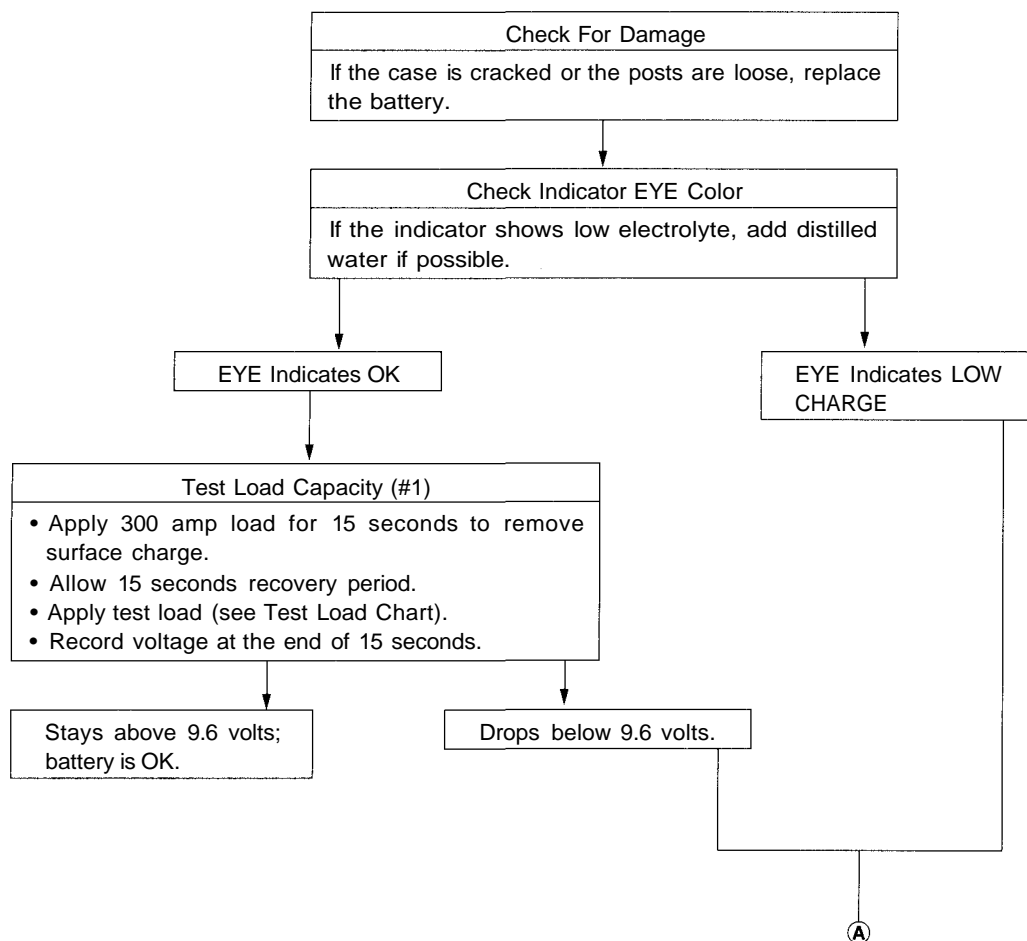 Check For Damage
If the case is cracked or the posts are loose, replace
the battery.
Check Indicator EYE Color
If the indicator shows low electrolyte, add distilled
water if possible.
EYE Indicates OK
EYE Indicates LOW
CHARGE
Test Load Capacity (#1)
• Apply 300 amp load for 15 seconds to remove
surface charge.
• Allow 15 seconds recovery period.
• Apply test load (see Test Load Chart).
• Record voltage at the end of 15 seconds.
Stays above 9.6 volts;
battery is OK.
Drops below 9.6 volts.
A